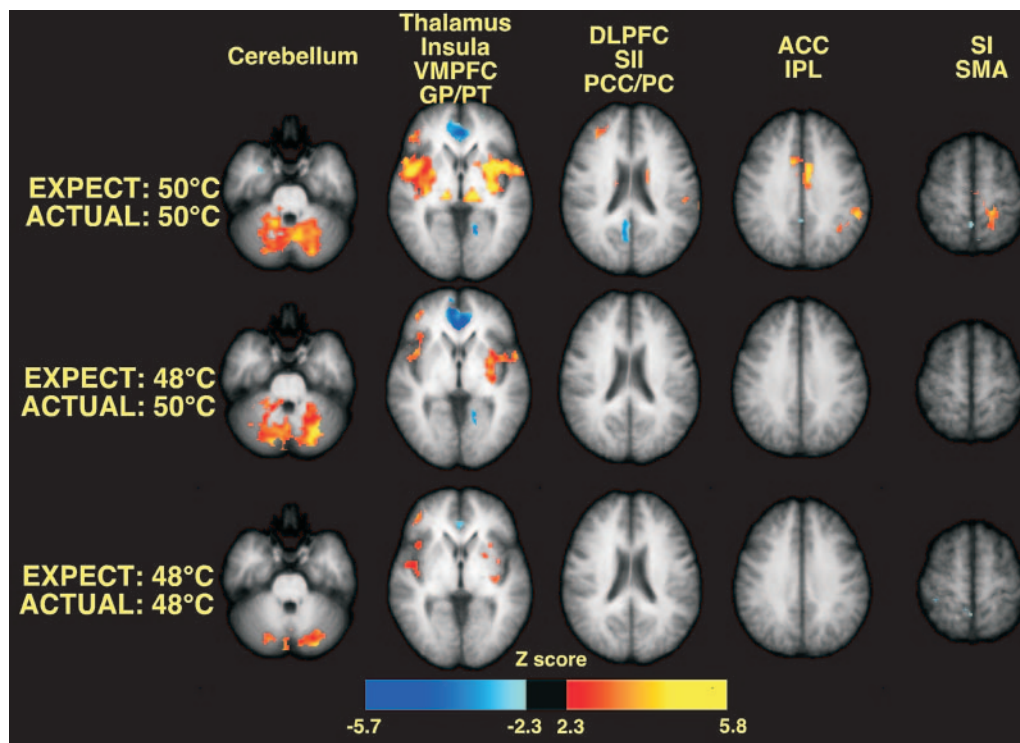 Cerebellum
Thalamus
Insula
VMPFC
GP/PT
DLPFC
SII
PCC/PC
ACC
IPL
SI
SMA
EXPECT: 50°C
ACTUAL: 50°C
EXPECT: 48°C
ACTUAL: 50°C
EXPECT: 48°C
ACTUAL: 48°C
Z score
-5.7
-2.3
2.3
5.8